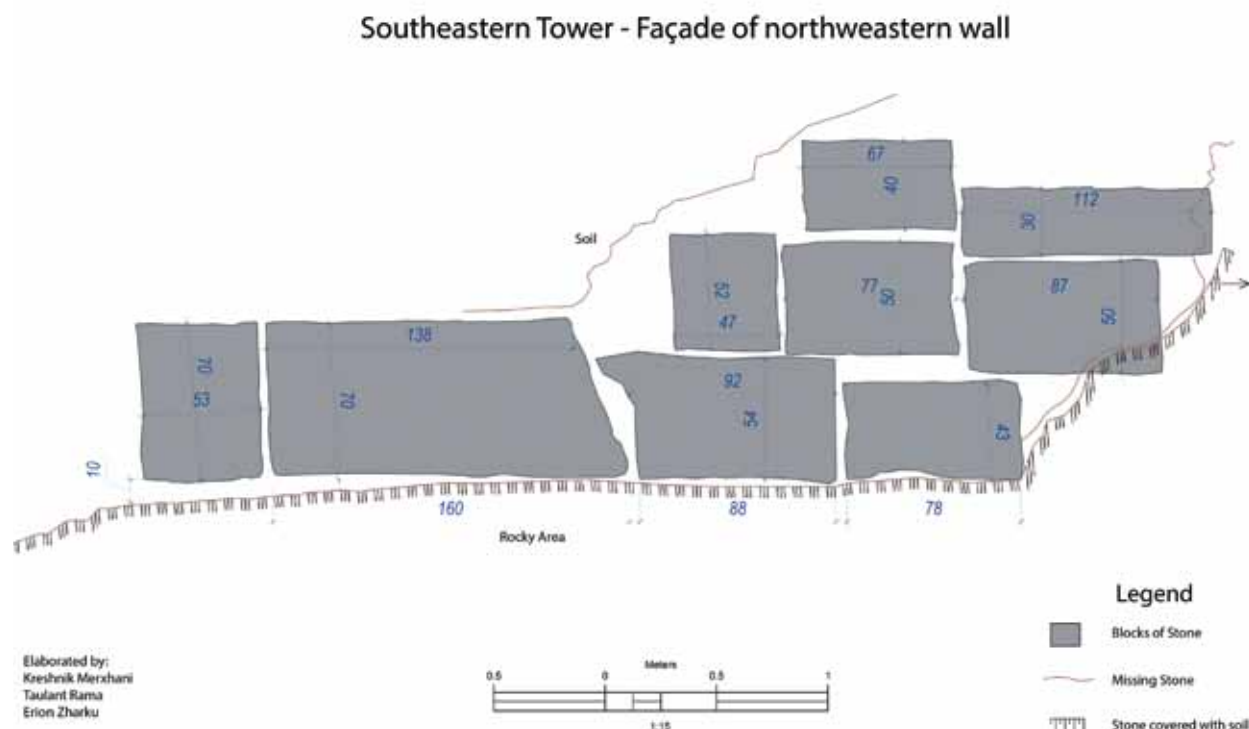 Southeastern Tower - Façade of northweastern wall
67
40
112
30
Soil
52
47
77
50
87
50
138
70
53
70
92
54
43
10
160
88
78
Rocky Area
Legend
Blocks of Stone
Missing Stone
Stone covered with soil
Elaborated by:
Kreshnik Merxhani
Taulant Rama
Erion Zharku
Meters
0.5 0 0.5 1
1:15